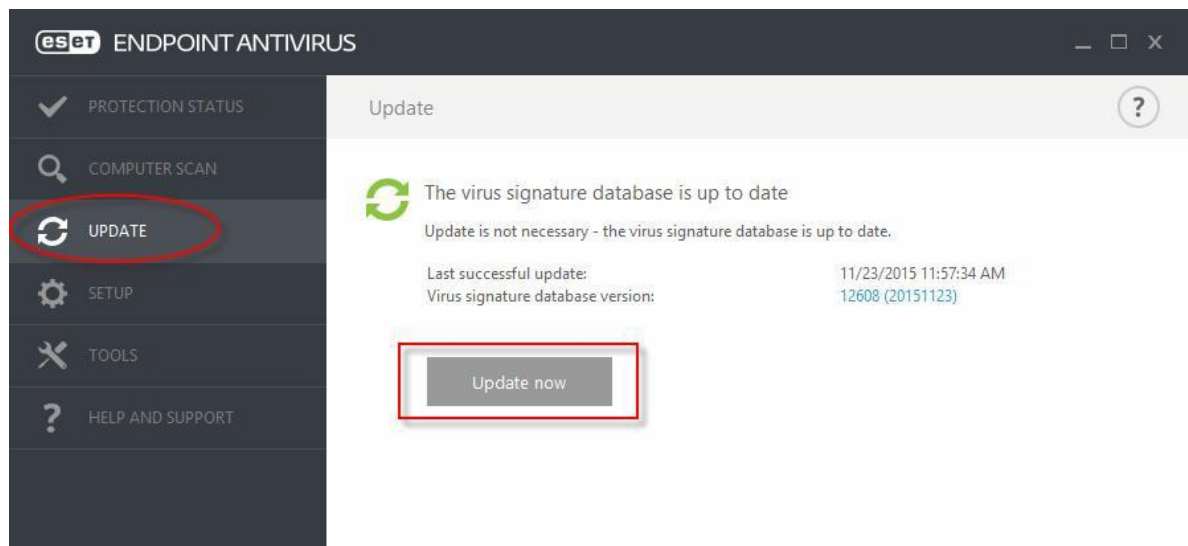 eset ENDPOINT ANTIVIRUS
PROTECTION STATUS
COMPUTER SCAN
UPDATE
SETUP
TOOLS
? HELP AND SUPPORT
Update
?
The virus signature database is up to date
Update is not necessary - the virus signature database is up to date.
Last successful update: 11/23/2015 11:57:34 AM
Virus signature database version: 12608 (20151123)
Update now